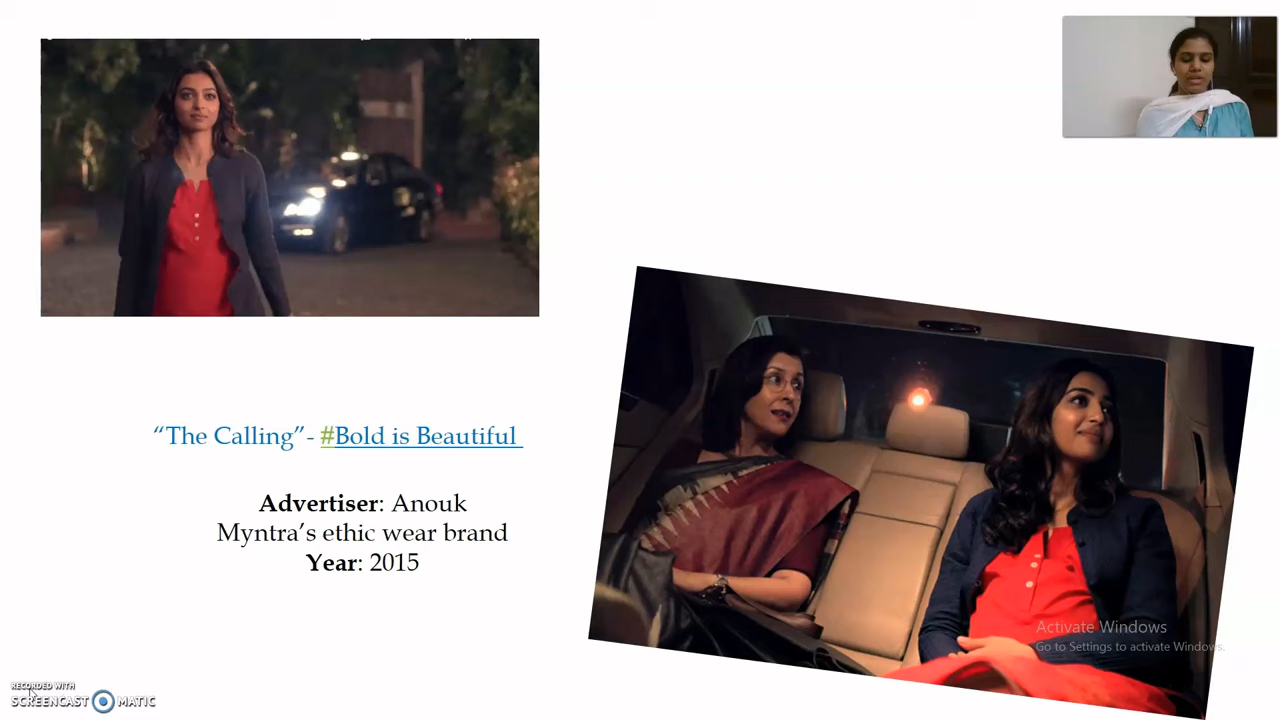 “The Calling”- #Bold is Beautiful
Advertiser: Anouk
Myntra’s ethic wear brand
Year: 2015
Activate Windows
Go to Settings to activate Windows.
RECORDED WITH
SCREENCAST MATIC